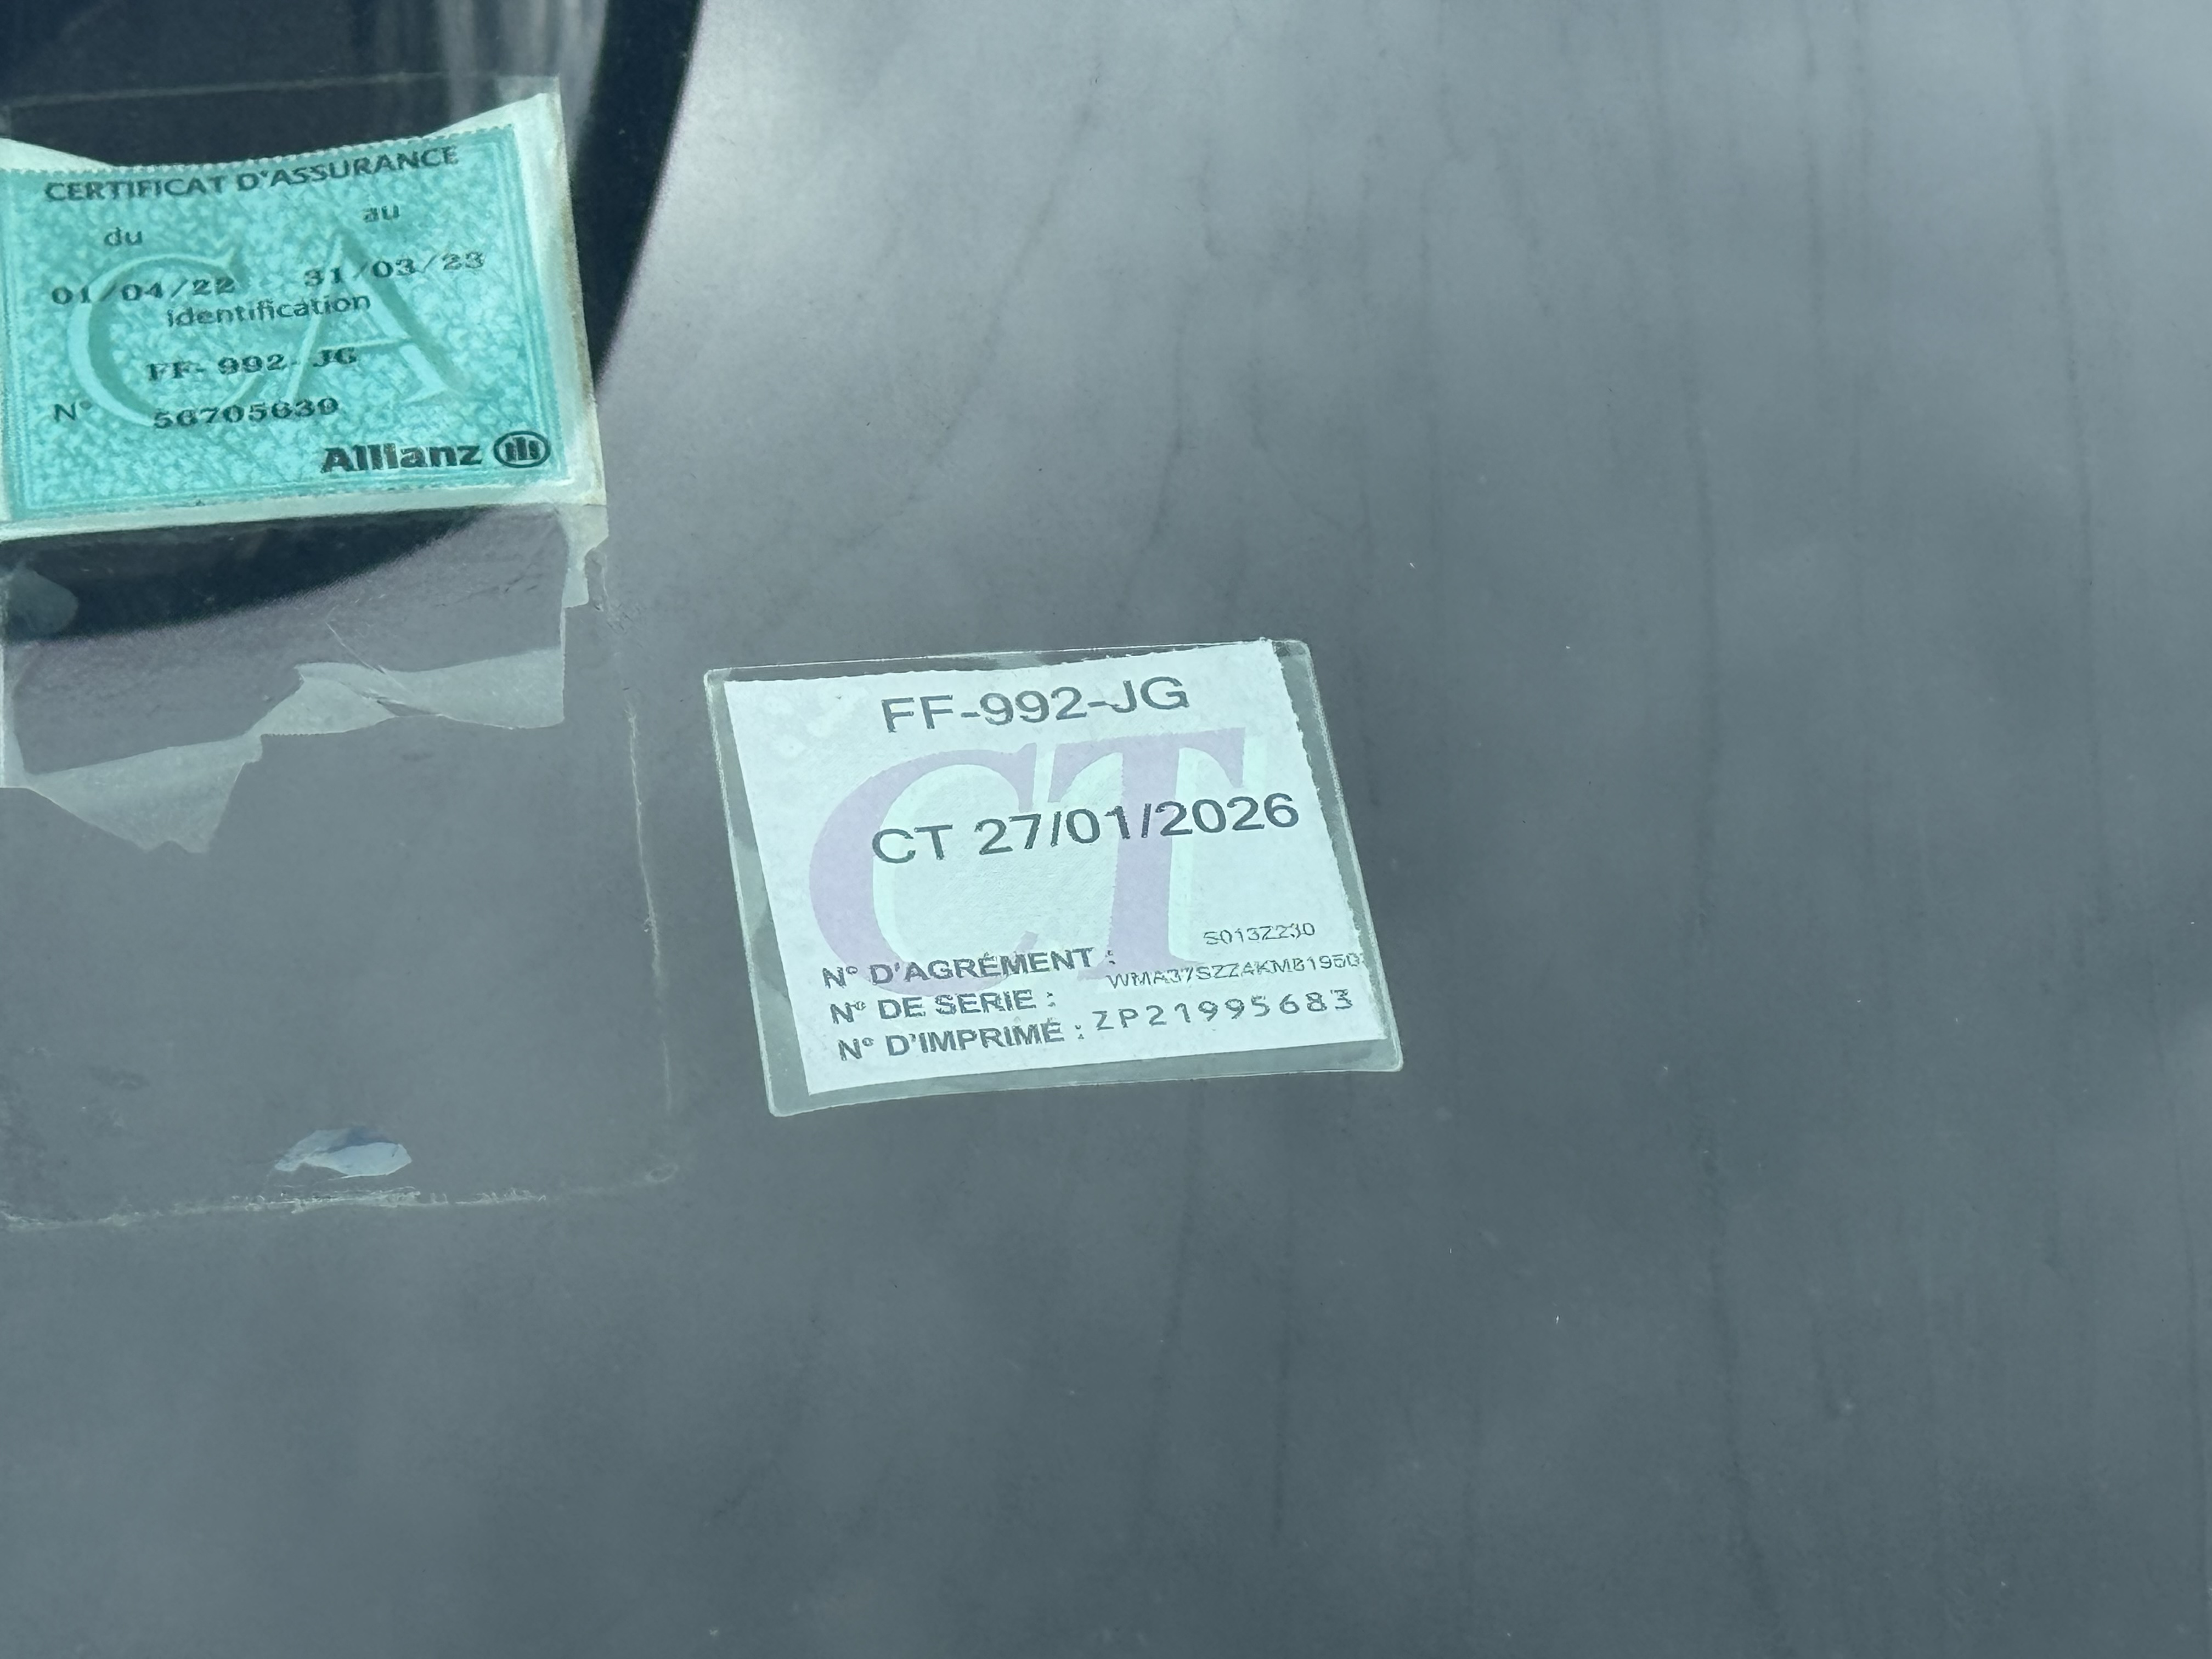 CERTIFICAT D'ASSURANCE
du au
01/04/22 31/03/23
identification
FF-992-JG
N° 56705639
Allianz
FF-992-JG
CT
CT 27/01/2026
N° D'AGRÉMENT : S013Z230
N° DE SERIE :
N° D'IMPRIMÉ : ZP21995683